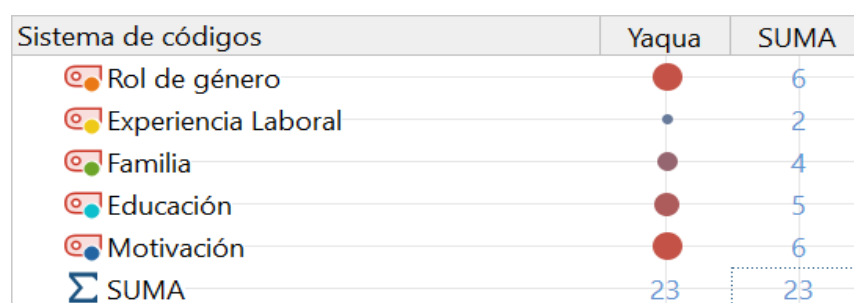 Sistema de códigos Yaqua SUMA
Rol de género 6
Experiencia Laboral 2
Familia 4
Educación 5
Motivación 6
Σ SUMA 23 23